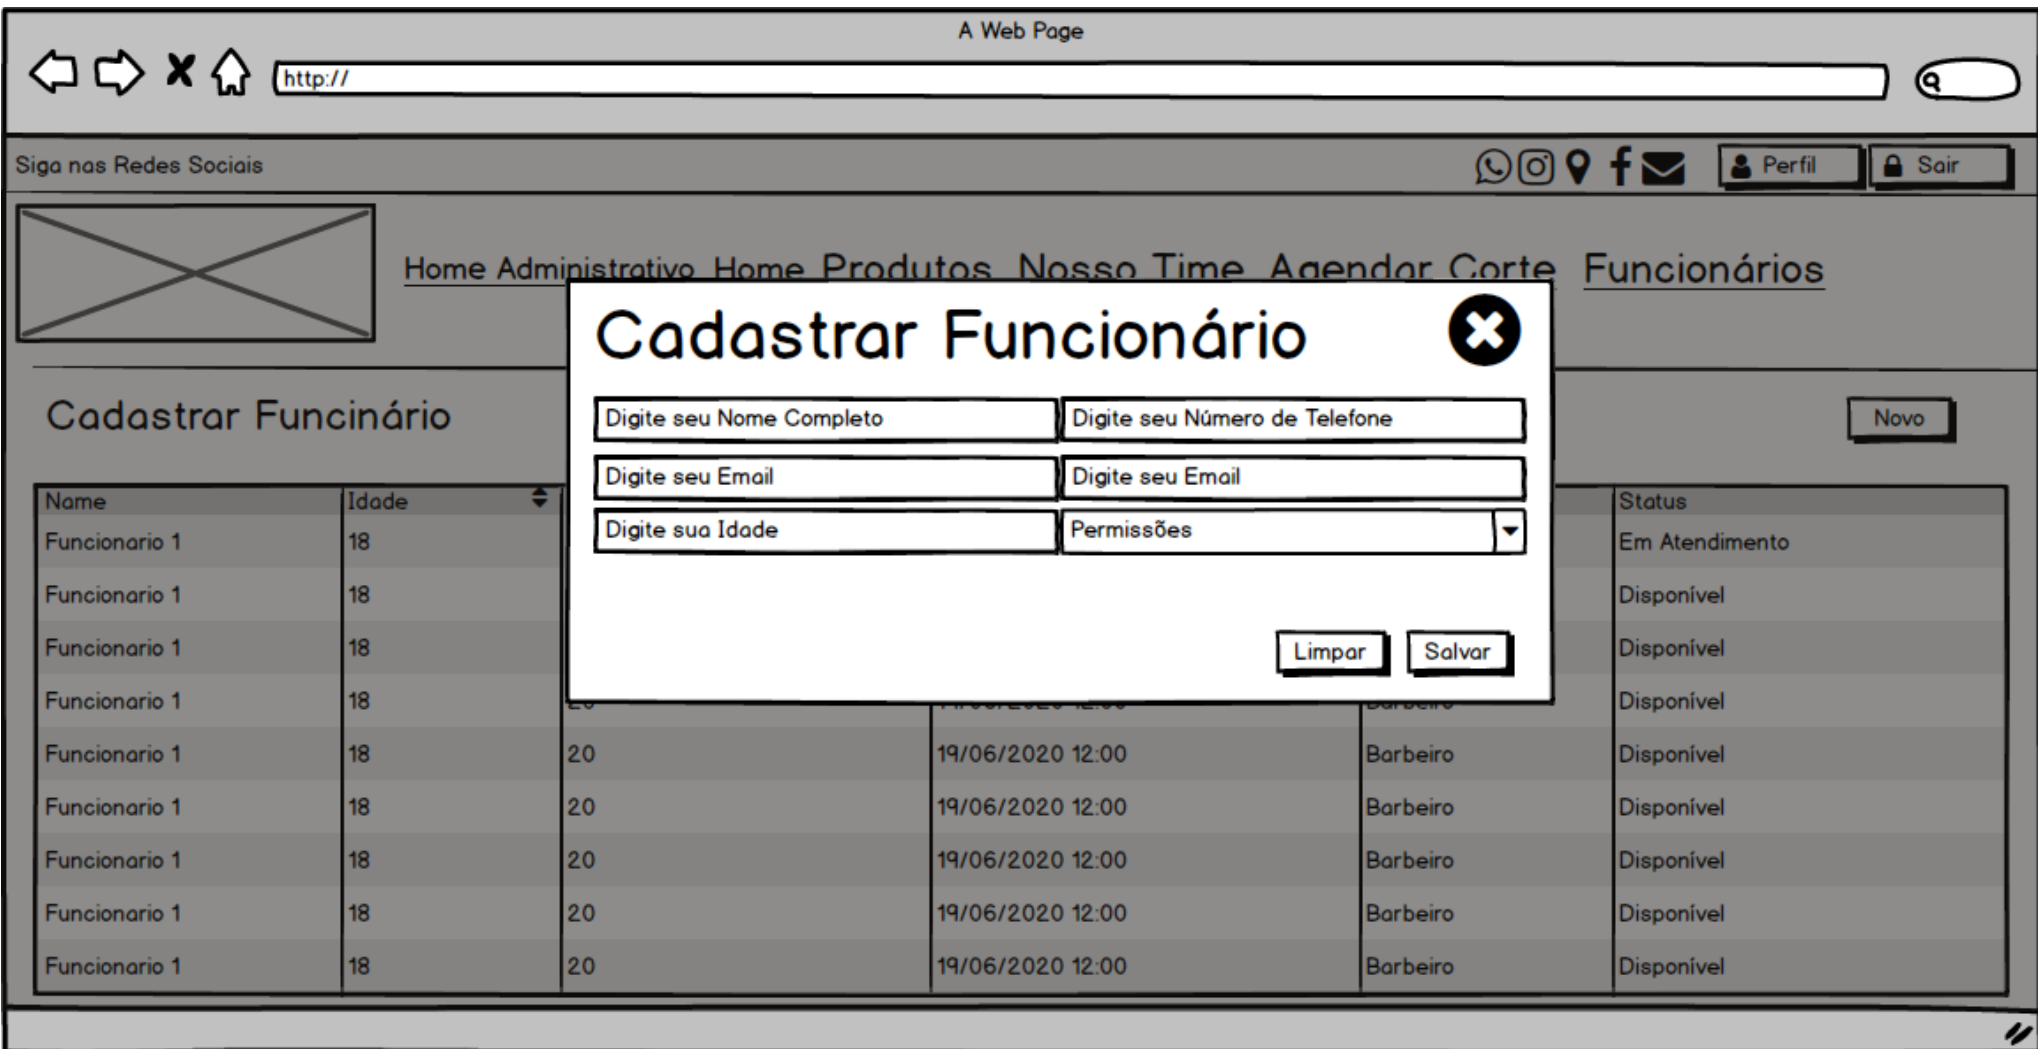 A Web Page
http://
Siga nas Redes Sociais
Perfil
Sair
Home Administrativo Home Produtos Nosso Time Agendar Corte Funcionários
Cadastrar Funcionário
Digite seu Nome Completo
Digite seu Número de Telefone
Digite seu Email
Digite seu Email
Digite sua Idade
Permissões
Limpar
Salvar
Cadastrar Funcinário
Novo
Name Idade Status
Funcionario 1 18 Em Atendimento
Funcionario 1 18 Disponível
Funcionario 1 18 Disponível
Funcionario 1 18 Disponível
Funcionario 1 18 20 19/06/2020 12:00 Barbeiro Disponível
Funcionario 1 18 20 19/06/2020 12:00 Barbeiro Disponível
Funcionario 1 18 20 19/06/2020 12:00 Barbeiro Disponível
Funcionario 1 18 20 19/06/2020 12:00 Barbeiro Disponível
Funcionario 1 18 20 19/06/2020 12:00 Barbeiro Disponível